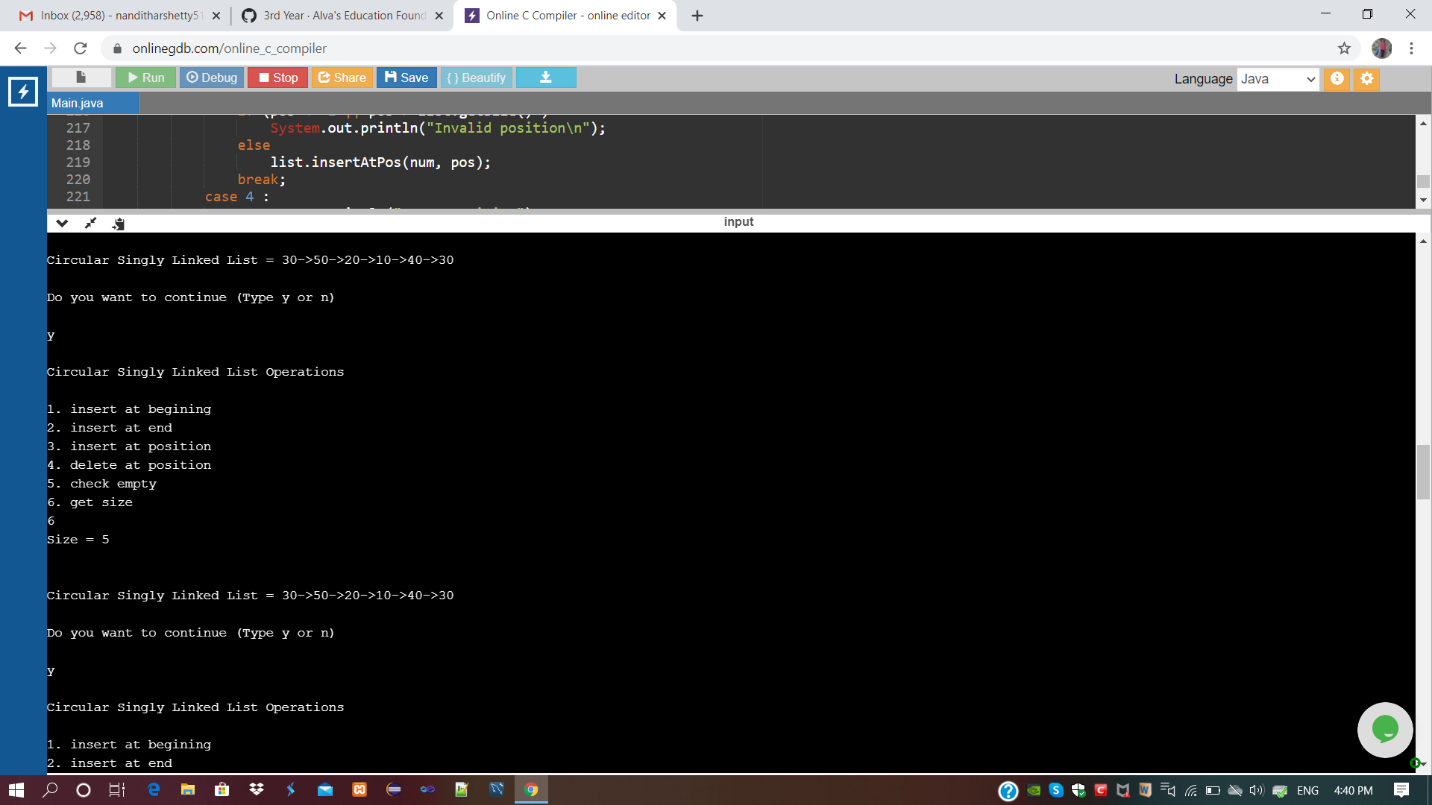 Inbox (2,958) - nanditharshetty51
3rd Year · Alva's Education Found
Online C Compiler - online editor
onlinegdb.com/online_c_compiler
Run Debug Stop Share Save { } Beautify
Language Java
Main.java
217 System.out.println("Invalid position\n");
218 else
219 list.insertAtPos(num, pos);
220 break;
221 case 4 :
input
Circular Singly Linked List = 30->50->20->10->40->30
Do you want to continue (Type y or n)
y
Circular Singly Linked List Operations
1. insert at begining
2. insert at end
3. insert at position
4. delete at position
5. check empty
6. get size
6
Size = 5
Circular Singly Linked List = 30->50->20->10->40->30
Do you want to continue (Type y or n)
y
Circular Singly Linked List Operations
1. insert at begining
2. insert at end
ENG 4:40 PM